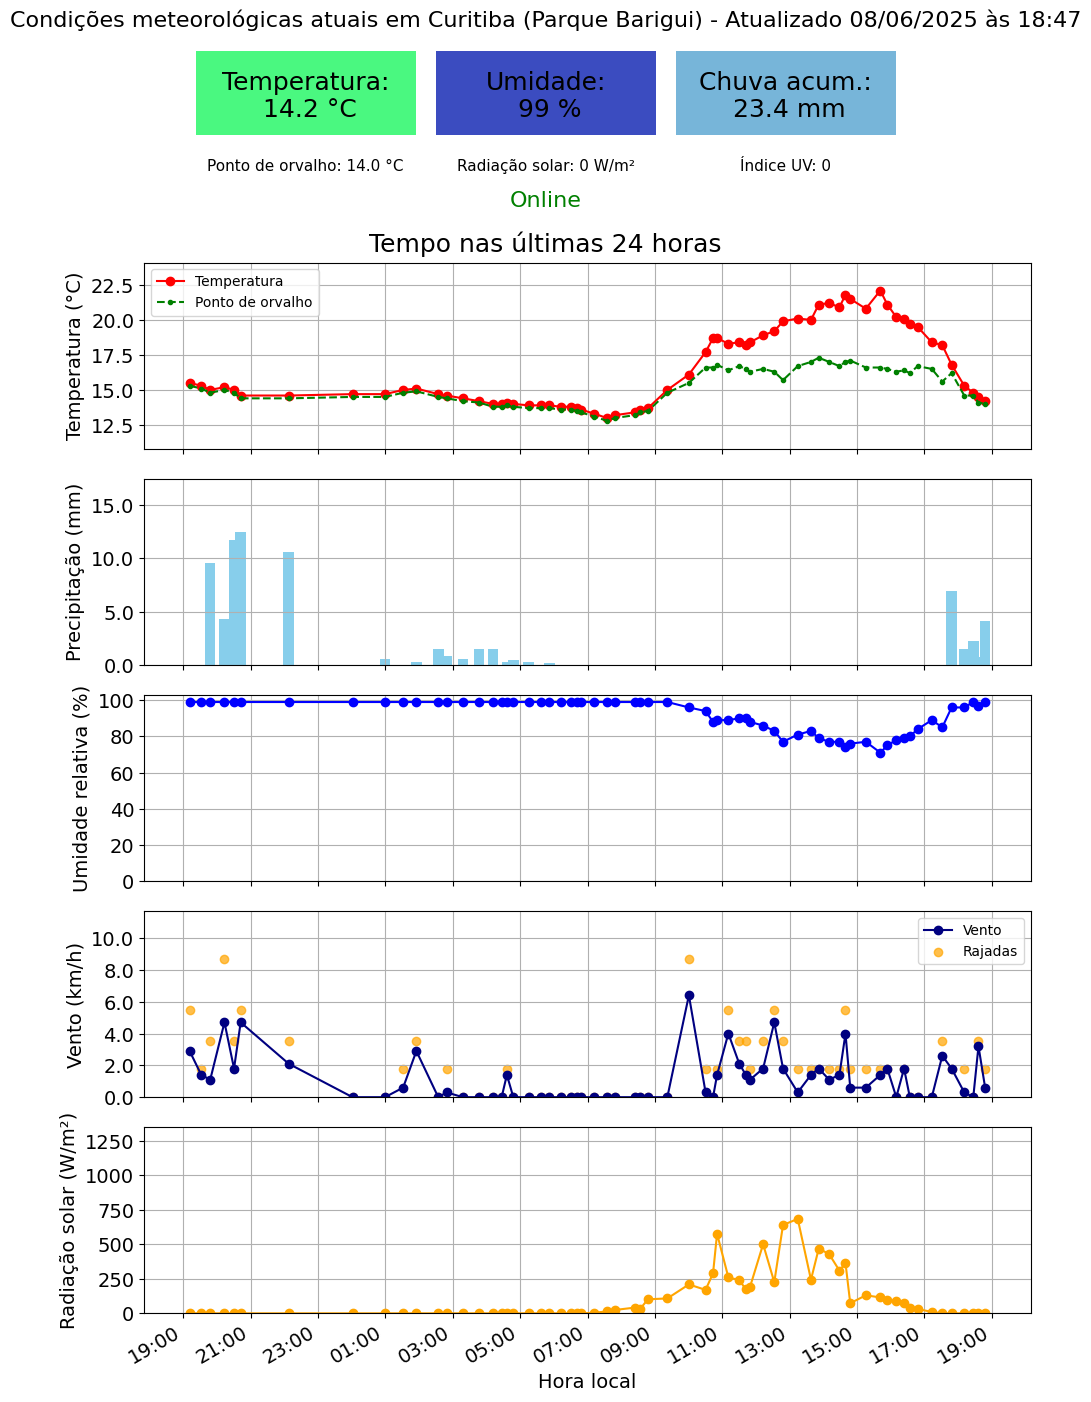 Condições meteorológicas atuais em Curitiba (Parque Barigui) - Atualizado 08/06/2025 às 18:47
Temperatura:
14.2 °C
Umidade:
99 %
Chuva acum.:
23.4 mm
Ponto de orvalho: 14.0 °C
Radiação solar: 0 W/m²
Índice UV: 0
Online
Tempo nas últimas 24 horas
Temperatura (°C)
22.5
20.0
17.5
15.0
12.5
Temperatura
Ponto de orvalho
Precipitação (mm)
15.0
10.0
5.0
0.0
Umidade relativa (%)
100
80
60
40
20
0
Vento (km/h)
10.0
8.0
6.0
4.0
2.0
0.0
Vento
Rajadas
Radiação solar (W/m²)
1250
1000
750
500
250
0
19:00
21:00
23:00
01:00
03:00
05:00
07:00
09:00
11:00
13:00
15:00
17:00
19:00
Hora local